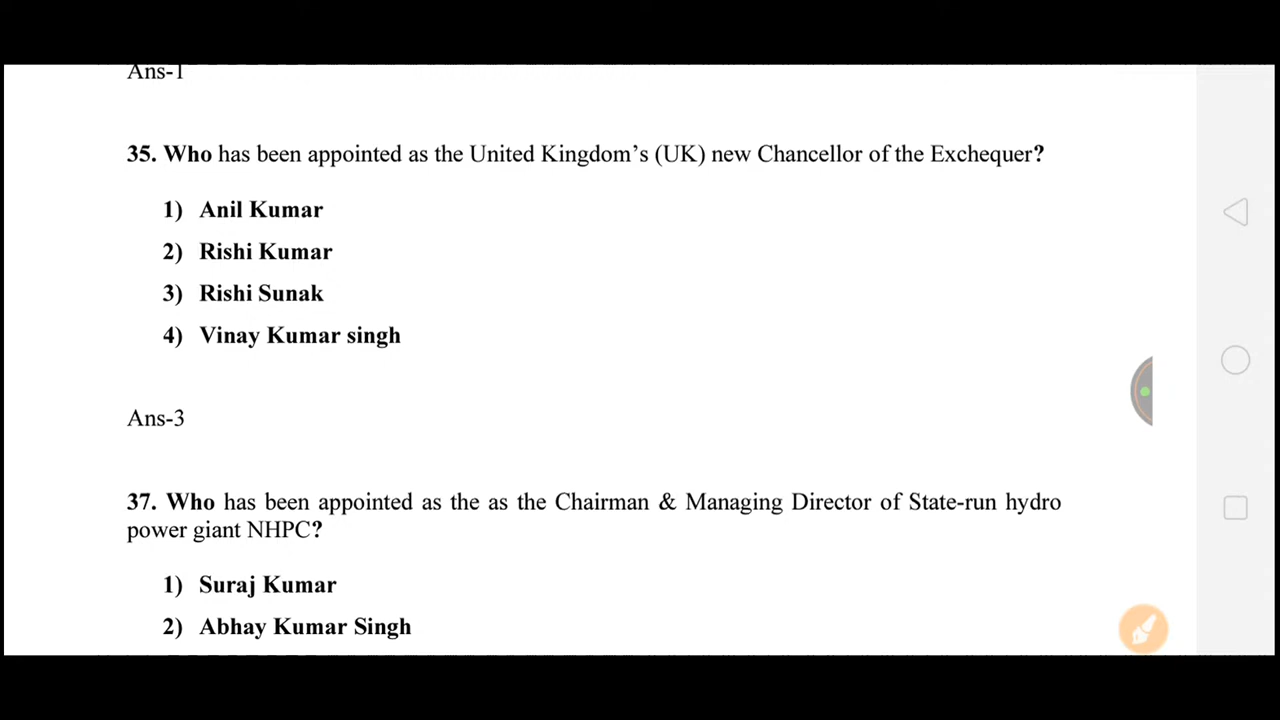 Ans-1
35. Who has been appointed as the United Kingdom’s (UK) new Chancellor of the Exchequer?
1) Anil Kumar
2) Rishi Kumar
3) Rishi Sunak
4) Vinay Kumar singh
Ans-3
37. Who has been appointed as the as the Chairman & Managing Director of State-run hydro
power giant NHPC?
1) Suraj Kumar
2) Abhay Kumar Singh